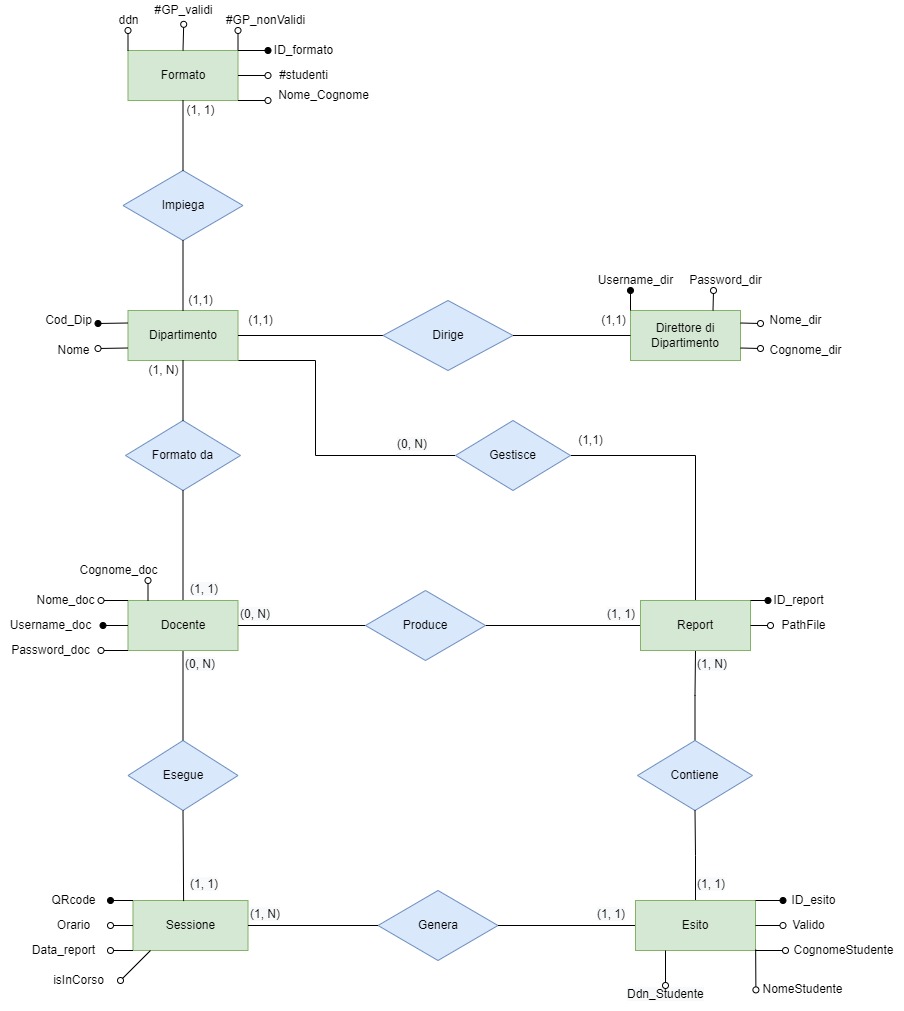 #GP_validi
ddn
#GP_nonValidi
ID_formato
Formato
#studenti
Nome_Cognome
(1, 1)
Impiega
(1,1)
Username_dir
Password_dir
Cod_Dip
(1,1)
(1,1)
Nome_dir
Dipartimento
Dirige
Direttore di
Dipartimento
Nome
Cognome_dir
(1, N)
(0, N)
(1,1)
Formato da
Gestisce
Cognome_doc
(1, 1)
Nome_doc
(0, N)
(1, 1)
ID_report
Username_doc
Docente
Produce
Report
PathFile
Password_doc
(0, N)
(1, N)
Esegue
Contiene
(1, 1)
(1, 1)
QRcode
(1, N)
(1, 1)
ID_esito
Orario
Sessione
Genera
Esito
Valido
Data_report
CognomeStudente
isInCorso
Ddn_Studente
NomeStudente